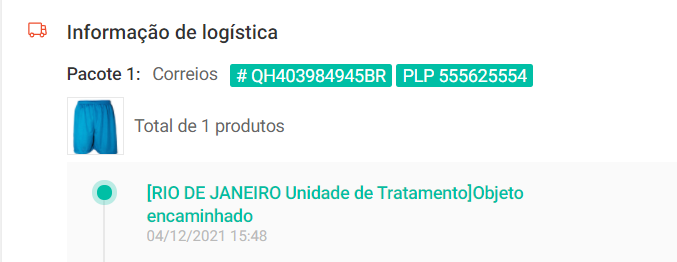 Informação de logística
Pacote 1: Correios # QH403984945BR PLP 555625554
Total de 1 produtos
[RIO DE JANEIRO Unidade de Tratamento]Objeto
encaminhado
04/12/2021 15:48